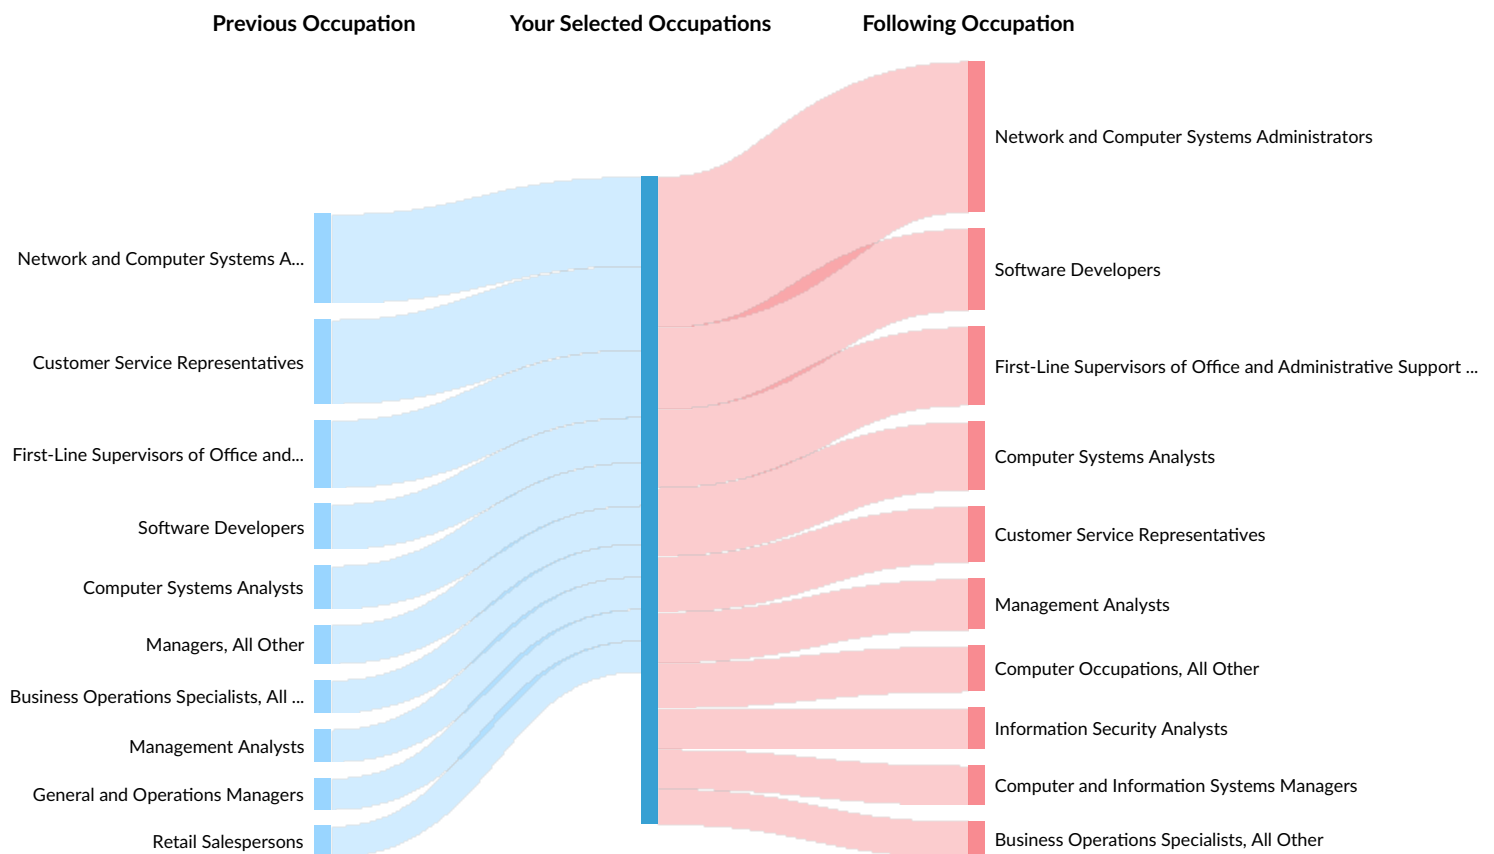 Previous Occupation
Your Selected Occupations
Following Occupation
Network and Computer Systems A...
Customer Service Representatives
First-Line Supervisors of Office and...
Software Developers
Computer Systems Analysts
Managers, All Other
Business Operations Specialists, All ...
Management Analysts
General and Operations Managers
Retail Salespersons
Network and Computer Systems Administrators
Software Developers
First-Line Supervisors of Office and Administrative Support ...
Computer Systems Analysts
Customer Service Representatives
Management Analysts
Computer Occupations, All Other
Information Security Analysts
Computer and Information Systems Managers
Business Operations Specialists, All Other